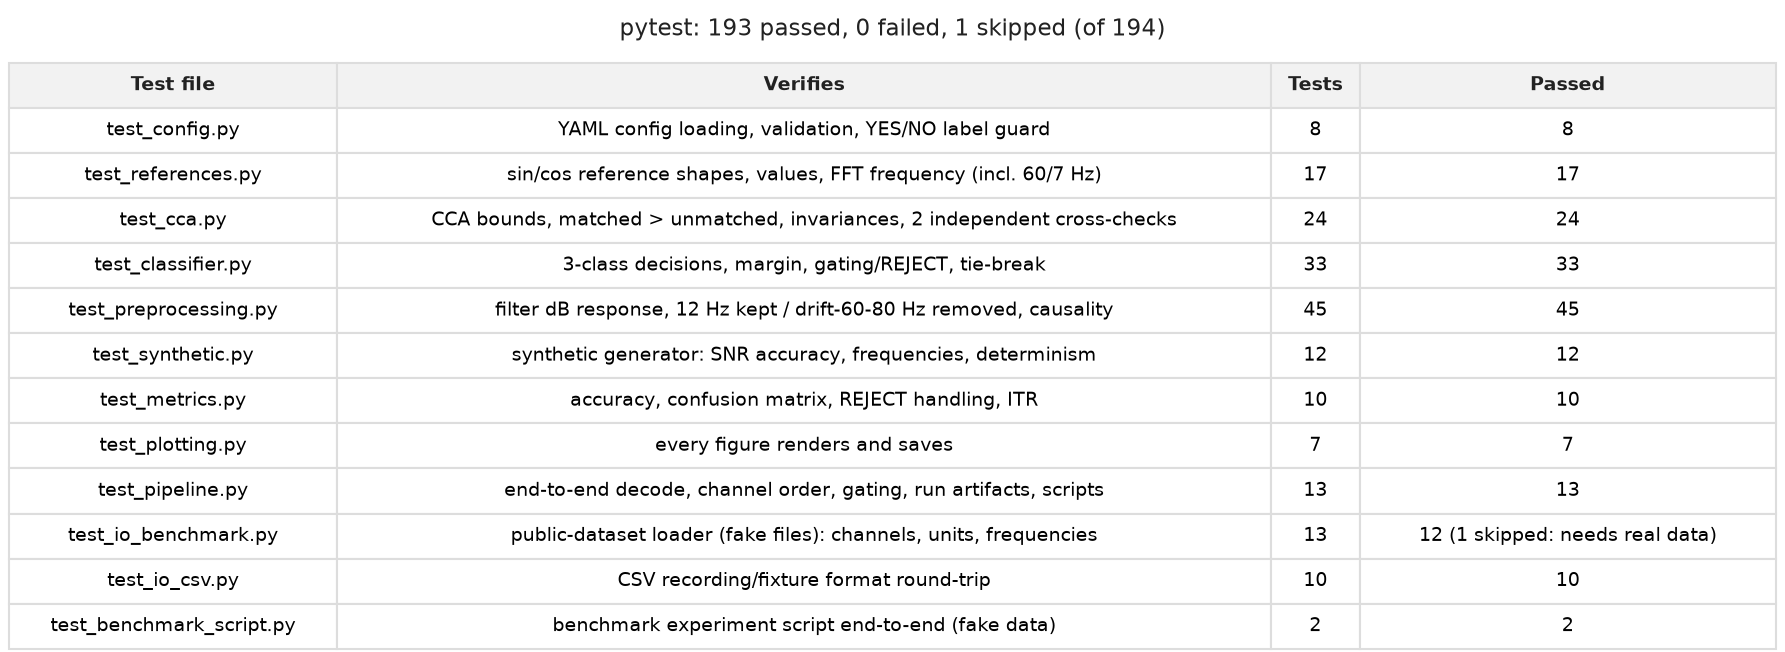 pytest: 193 passed, 0 failed, 1 skipped (of 194)
Test file Verifies Tests Passed
test_config.py YAML config loading, validation, YES/NO label guard 8 8
test_references.py sin/cos reference shapes, values, FFT frequency (incl. 60/7 Hz) 17 17
test_cca.py CCA bounds, matched > unmatched, invariances, 2 independent cross-checks 24 24
test_classifier.py 3-class decisions, margin, gating/REJECT, tie-break 33 33
test_preprocessing.py filter dB response, 12 Hz kept / drift-60-80 Hz removed, causality 45 45
test_synthetic.py synthetic generator: SNR accuracy, frequencies, determinism 12 12
test_metrics.py accuracy, confusion matrix, REJECT handling, ITR 10 10
test_plotting.py every figure renders and saves 7 7
test_pipeline.py end-to-end decode, channel order, gating, run artifacts, scripts 13 13
test_io_benchmark.py public-dataset loader (fake files): channels, units, frequencies 13 12 (1 skipped: needs real data)
test_io_csv.py CSV recording/fixture format round-trip 10 10
test_benchmark_script.py benchmark experiment script end-to-end (fake data) 2 2